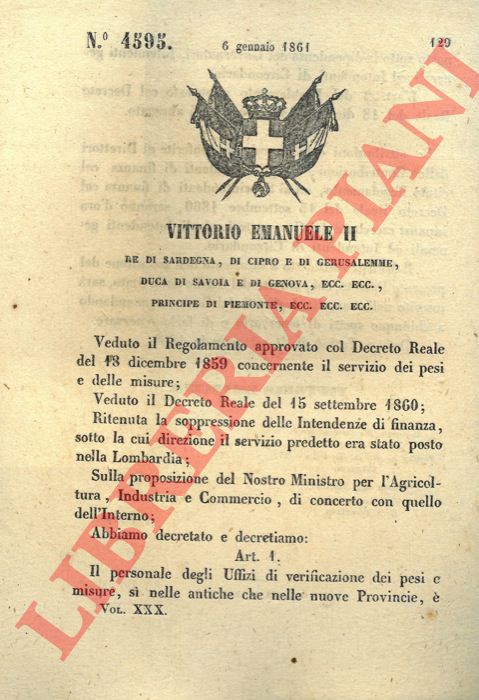 N.° 4595. 6 gennaio 1861 129
VITTORIO EMANUELE II
RE DI SARDEGNA, DI CIPRO E DI GERUSALEMME,
DUCA DI SAVOIA E DI GENOVA, ECC. ECC.,
PRINCIPE DI PIEMONTE, ECC. ECC. ECC.
Veduto il Regolamento approvato col Decreto Reale
del 13 dicembre 1859 concernente il servizio dei pesi
e delle misure;
Veduto il Decreto Reale del 15 settembre 1860;
Ritenuta la soppressione delle Intendenze di finanza,
sotto la cui direzione il servizio predetto era stato posto
nella Lombardia;
Sulla proposizione del Nostro Ministro per l'Agricol-
tura, Industria e Commercio, di concerto con quello
dell'Interno;
Abbiamo decretato e decretiamo:
Art. 1.
Il personale degli Uffizi di verificazione dei pesi e
misure, sì nelle antiche che nelle nuove Provincie, è
VOL. XXX.
LIBRERIA PIANI